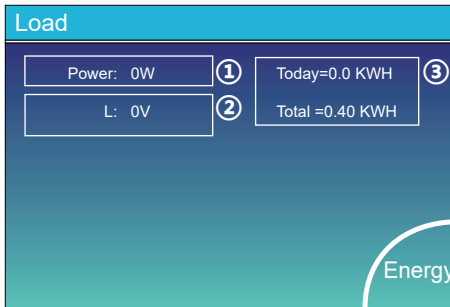 Load
Power: 0W
①
L: 0V
②
Today=0.0 KWH
③
Total =0.40 KWH
Energy